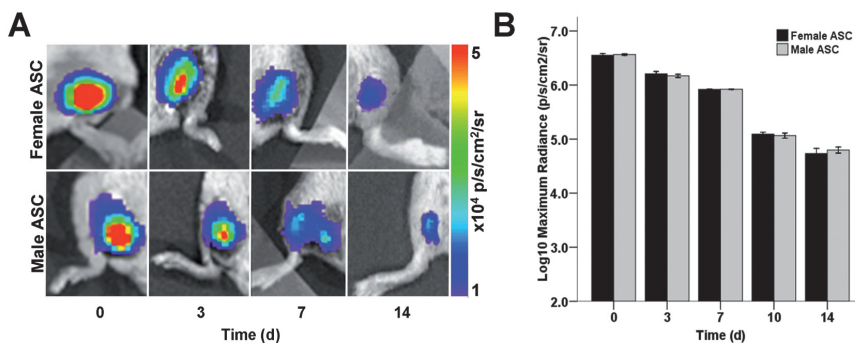 A
Female ASC
Male ASC
0 3 7 14
Time (d)
5
x10⁴ p/s/cm2/sr
1
B
Log10 Maximum Radiance (p/s/cm2/sr)
7.0
6.0
5.0
4.0
3.0
2.0
0 3 7 10 14
Time (d)
Female ASC
Male ASC